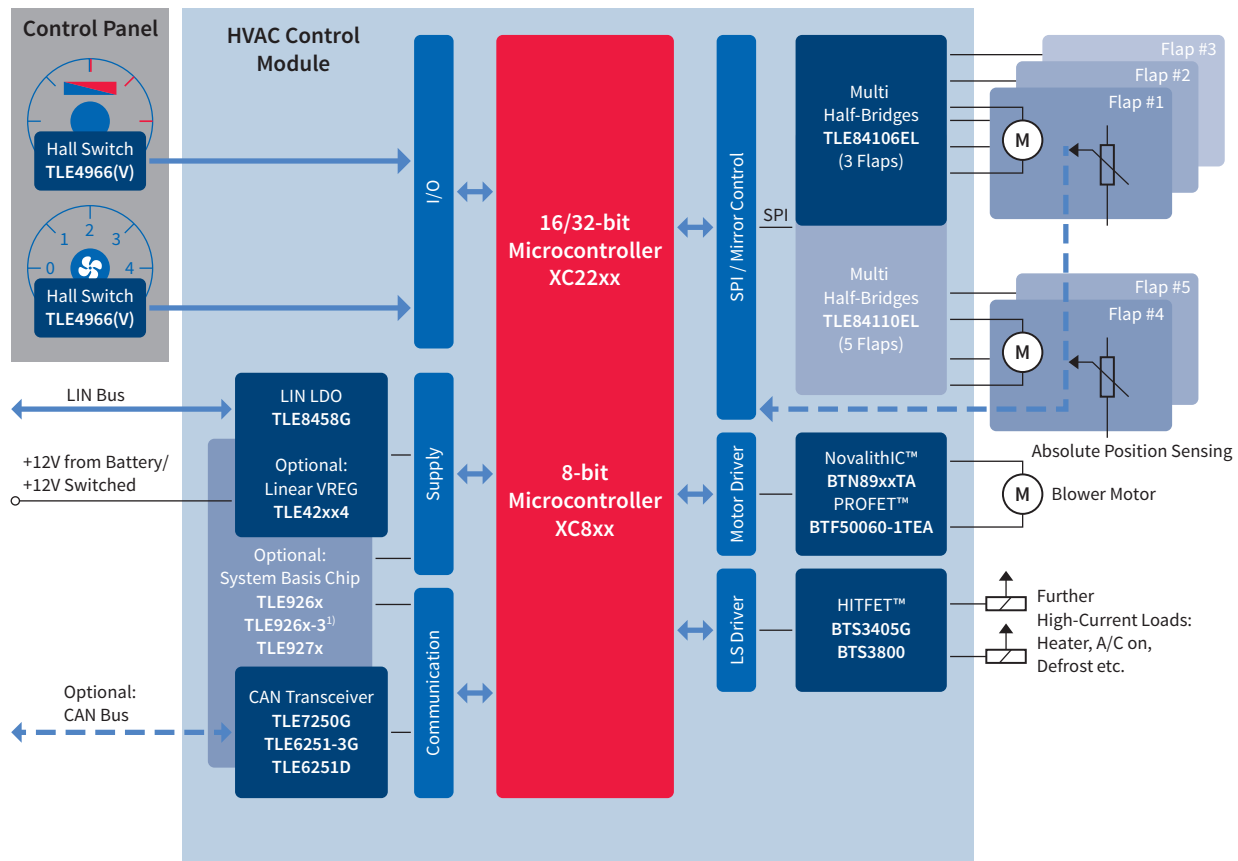 Control Panel
Hall Switch
TLE4966(V)
0
1
2
3
4
Hall Switch
TLE4966(V)
LIN Bus
+12V from Battery/
+12V Switched
Optional:
CAN Bus
HVAC Control
Module
LIN LDO
TLE8458G
Optional:
Linear VREG
TLE42xx4
Optional:
System Basis Chip
TLE926x
TLE926x-3¹⁾
TLE927x
CAN Transceiver
TLE7250G
TLE6251-3G
TLE6251D
I/O
Supply
Communication
16/32-bit
Microcontroller
XC22xx
8-bit
Microcontroller
XC8xx
SPI / Mirror Control
Motor Driver
LS Driver
SPI
Multi
Half-Bridges
TLE84106EL
(3 Flaps)
Multi
Half-Bridges
TLE84110EL
(5 Flaps)
NovalithIC™
BTN89xxTA
PROFET™
BTF50060-1TEA
HITFET™
BTS3405G
BTS3800
Flap #3
Flap #2
Flap #1
M
Flap #5
Flap #4
M
Absolute Position Sensing
M
Blower Motor
Further
High-Current Loads:
Heater, A/C on,
Defrost etc.